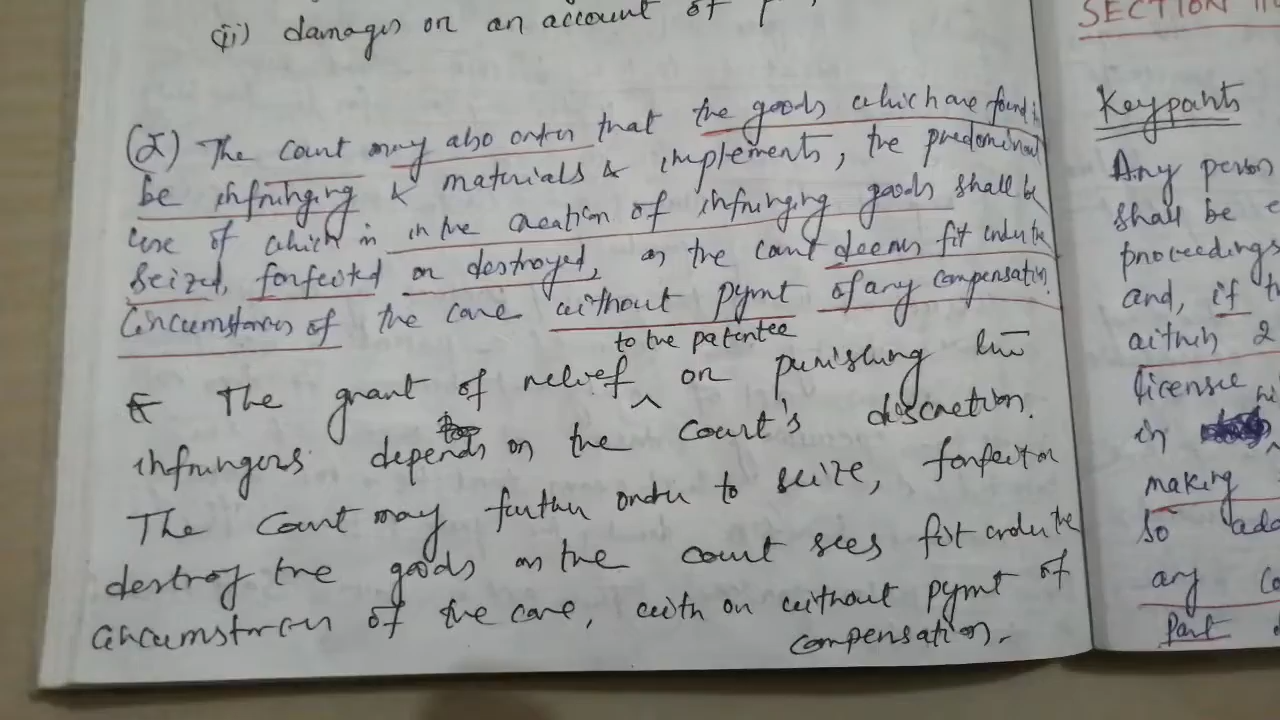 (ii) damages or an account of
(2) The Court may also order that the goods which are found to
be infringing & materials & implements, the predominant
use of which is in the creation of infringing goods shall be
seized, forfeited or destroyed, as the court deems fit under the
circumstances of the case without pymt of any compensation.
to the patentee
The grant of relief ^ or punishing the
infringers depends on the Court's discretion.
The Court may further order to seize, forfeit or
destroy the goods as the court sees fit under the
circumstances of the case, with or without pymt of
compensation.
SECTION
Keypoints
Any person
shall be
proceedings
and, if
within 2
licensee
in
making
so
any
Part